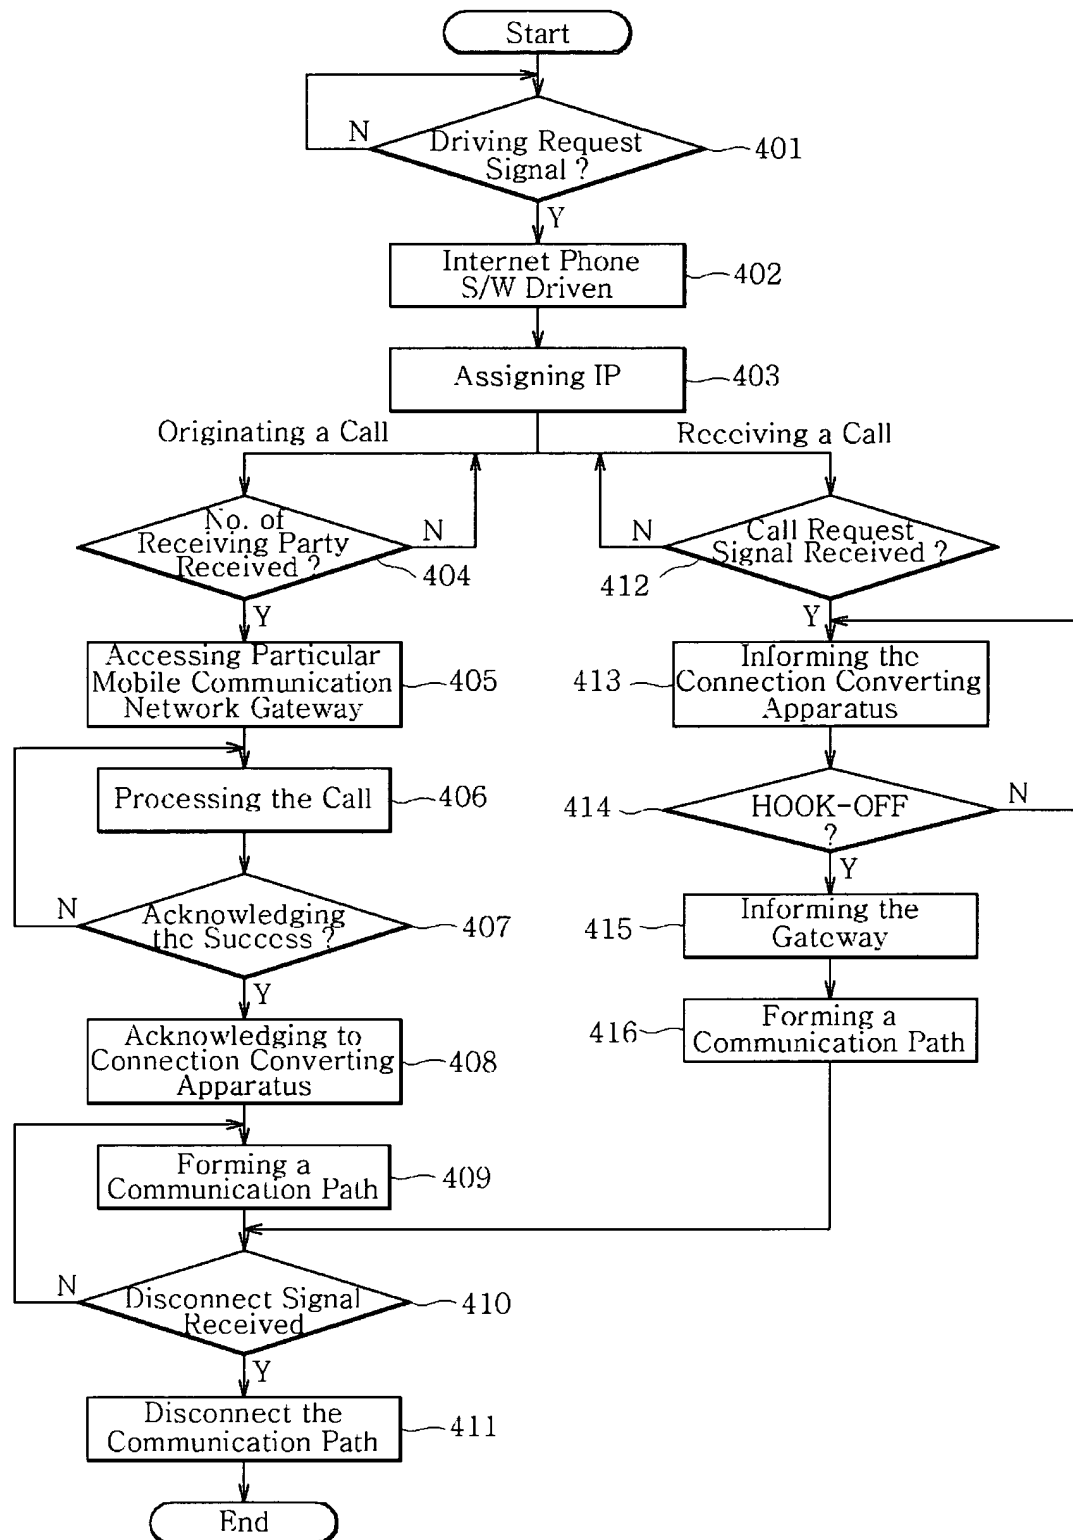 Start
N
Driving Request
Signal ?
401
Y
Internet Phone
S/W Driven
402
Assigning IP
403
Originating a Call
Receiving a Call
No. of
Receiving Party
Received ?
N
404
Y
N
Call Request
Signal Received ?
412
Y
Accessing Particular
Mobile Communication
Network Gateway
405
413
Informing the
Connection Converting
Apparatus
Processing the Call
406
414
HOOK-OFF
?
N
Y
N
Acknowledging
the Success ?
407
Y
415
Informing the
Gateway
Acknowledging to
Connection Converting
Apparatus
408
416
Forming a
Communication Path
Forming a
Communication Path
409
N
Disconnect Signal
Received
410
Y
Disconnect the
Communication Path
411
End